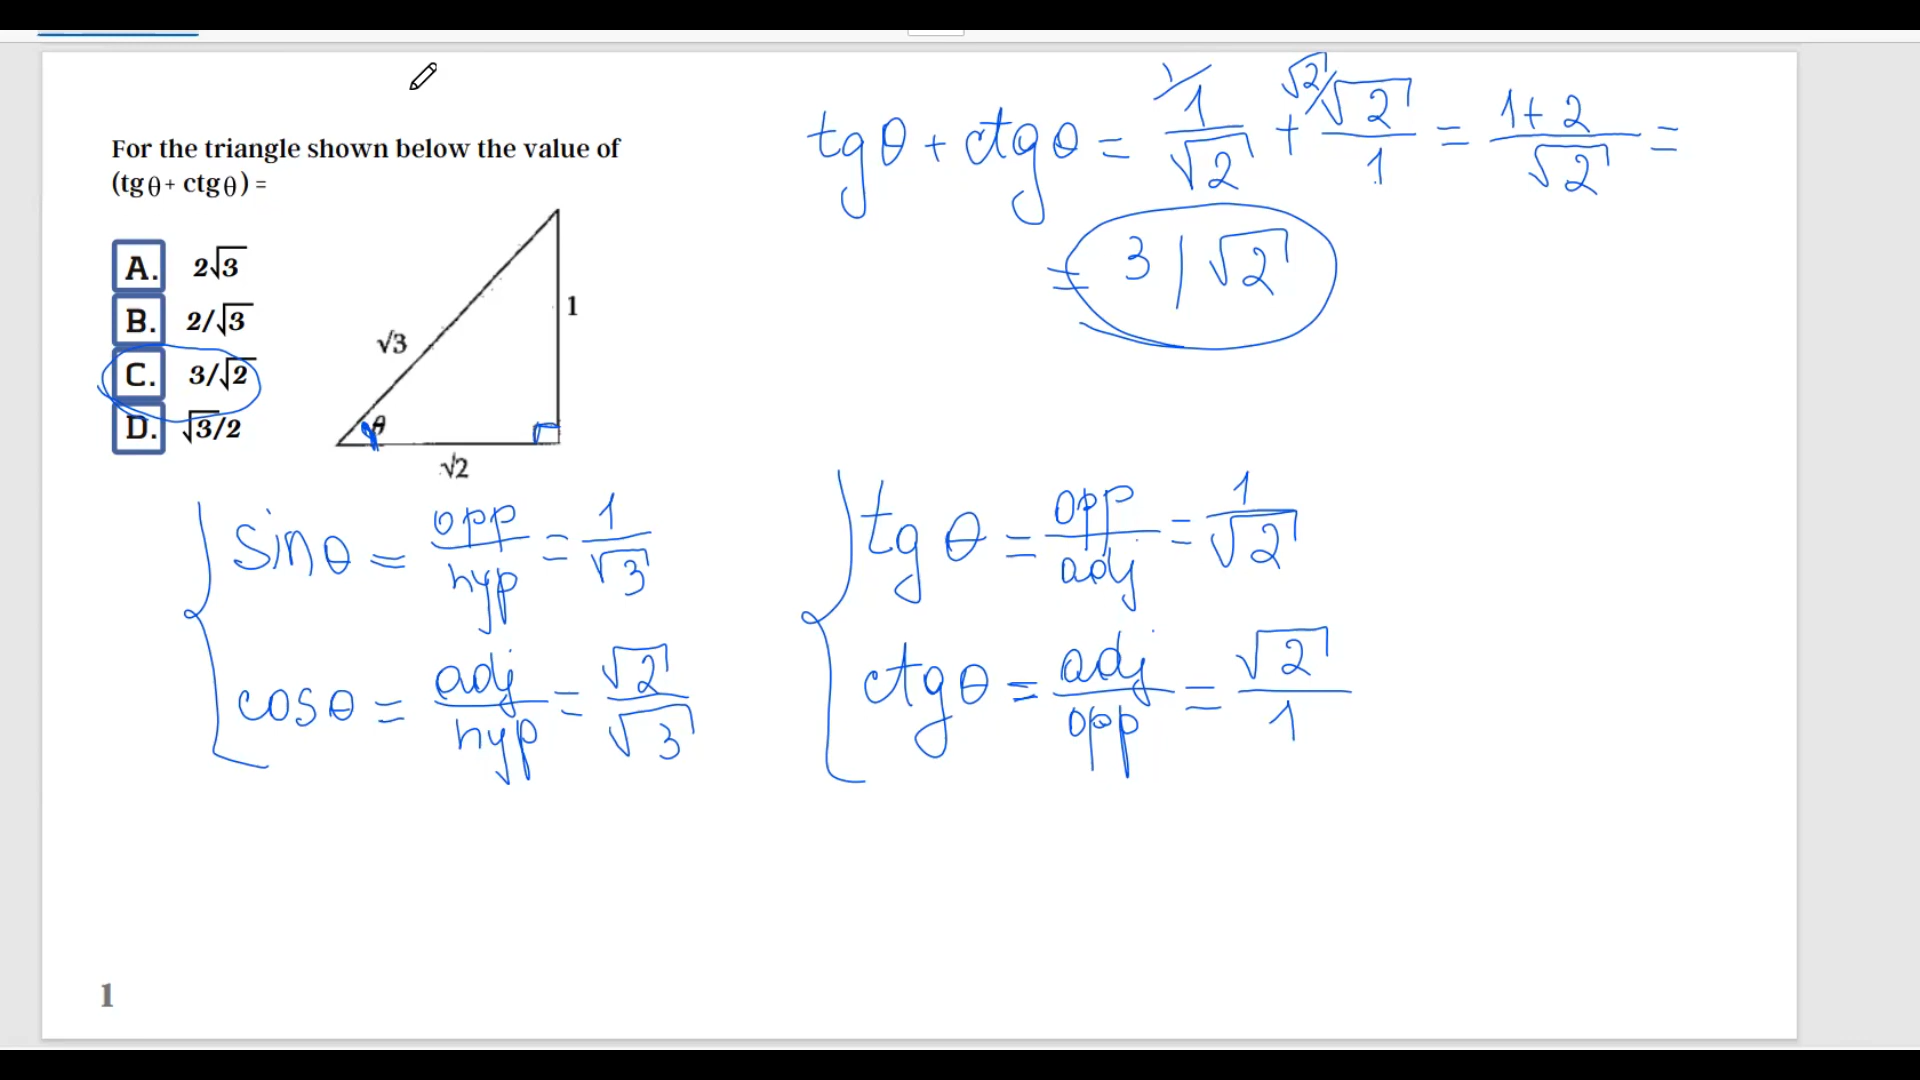 For the triangle shown below the value of
(tgθ + ctgθ) =
A. 2√3
B. 2/√3
C. 3/√2
D. √3/2
√3
1
θ
√2
tgθ + ctgθ = 1/√2 + √2/1 = (1+2)/√2 =
1
√2
= 3/√2
sinθ = opp/hyp = 1/√3
cosθ = adj/hyp = √2/√3
tgθ = opp/adj = 1/√2
ctgθ = adj/opp = √2/1
1